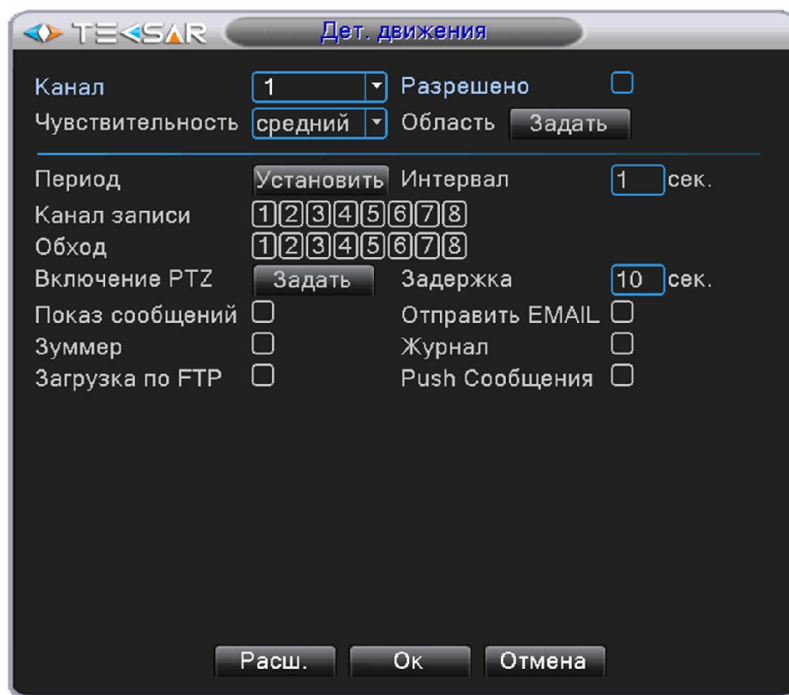 TEKSAR Дет. движения
Канал 1 Разрешено
Чувствительность средний Область Задать
Период Установить Интервал 1 сек.
Канал записи 1 2 3 4 5 6 7 8
Обход 1 2 3 4 5 6 7 8
Включение PTZ Задать Задержка 10 сек.
Показ сообщений Отправить EMAIL
Зуммер Журнал
Загрузка по FTP Push Сообщения
Расш. Ок Отмена